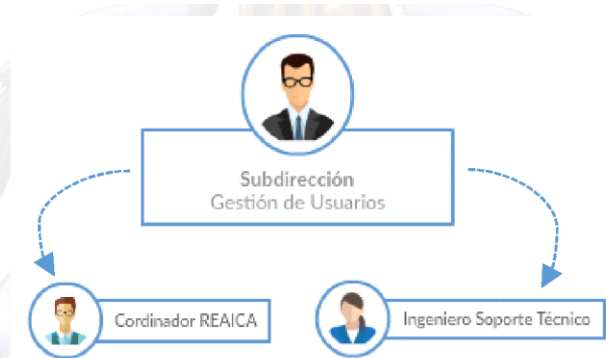 Subdirección
Gestión de Usuarios
Cordinador REAICA
Ingeniero Soporte Técnico